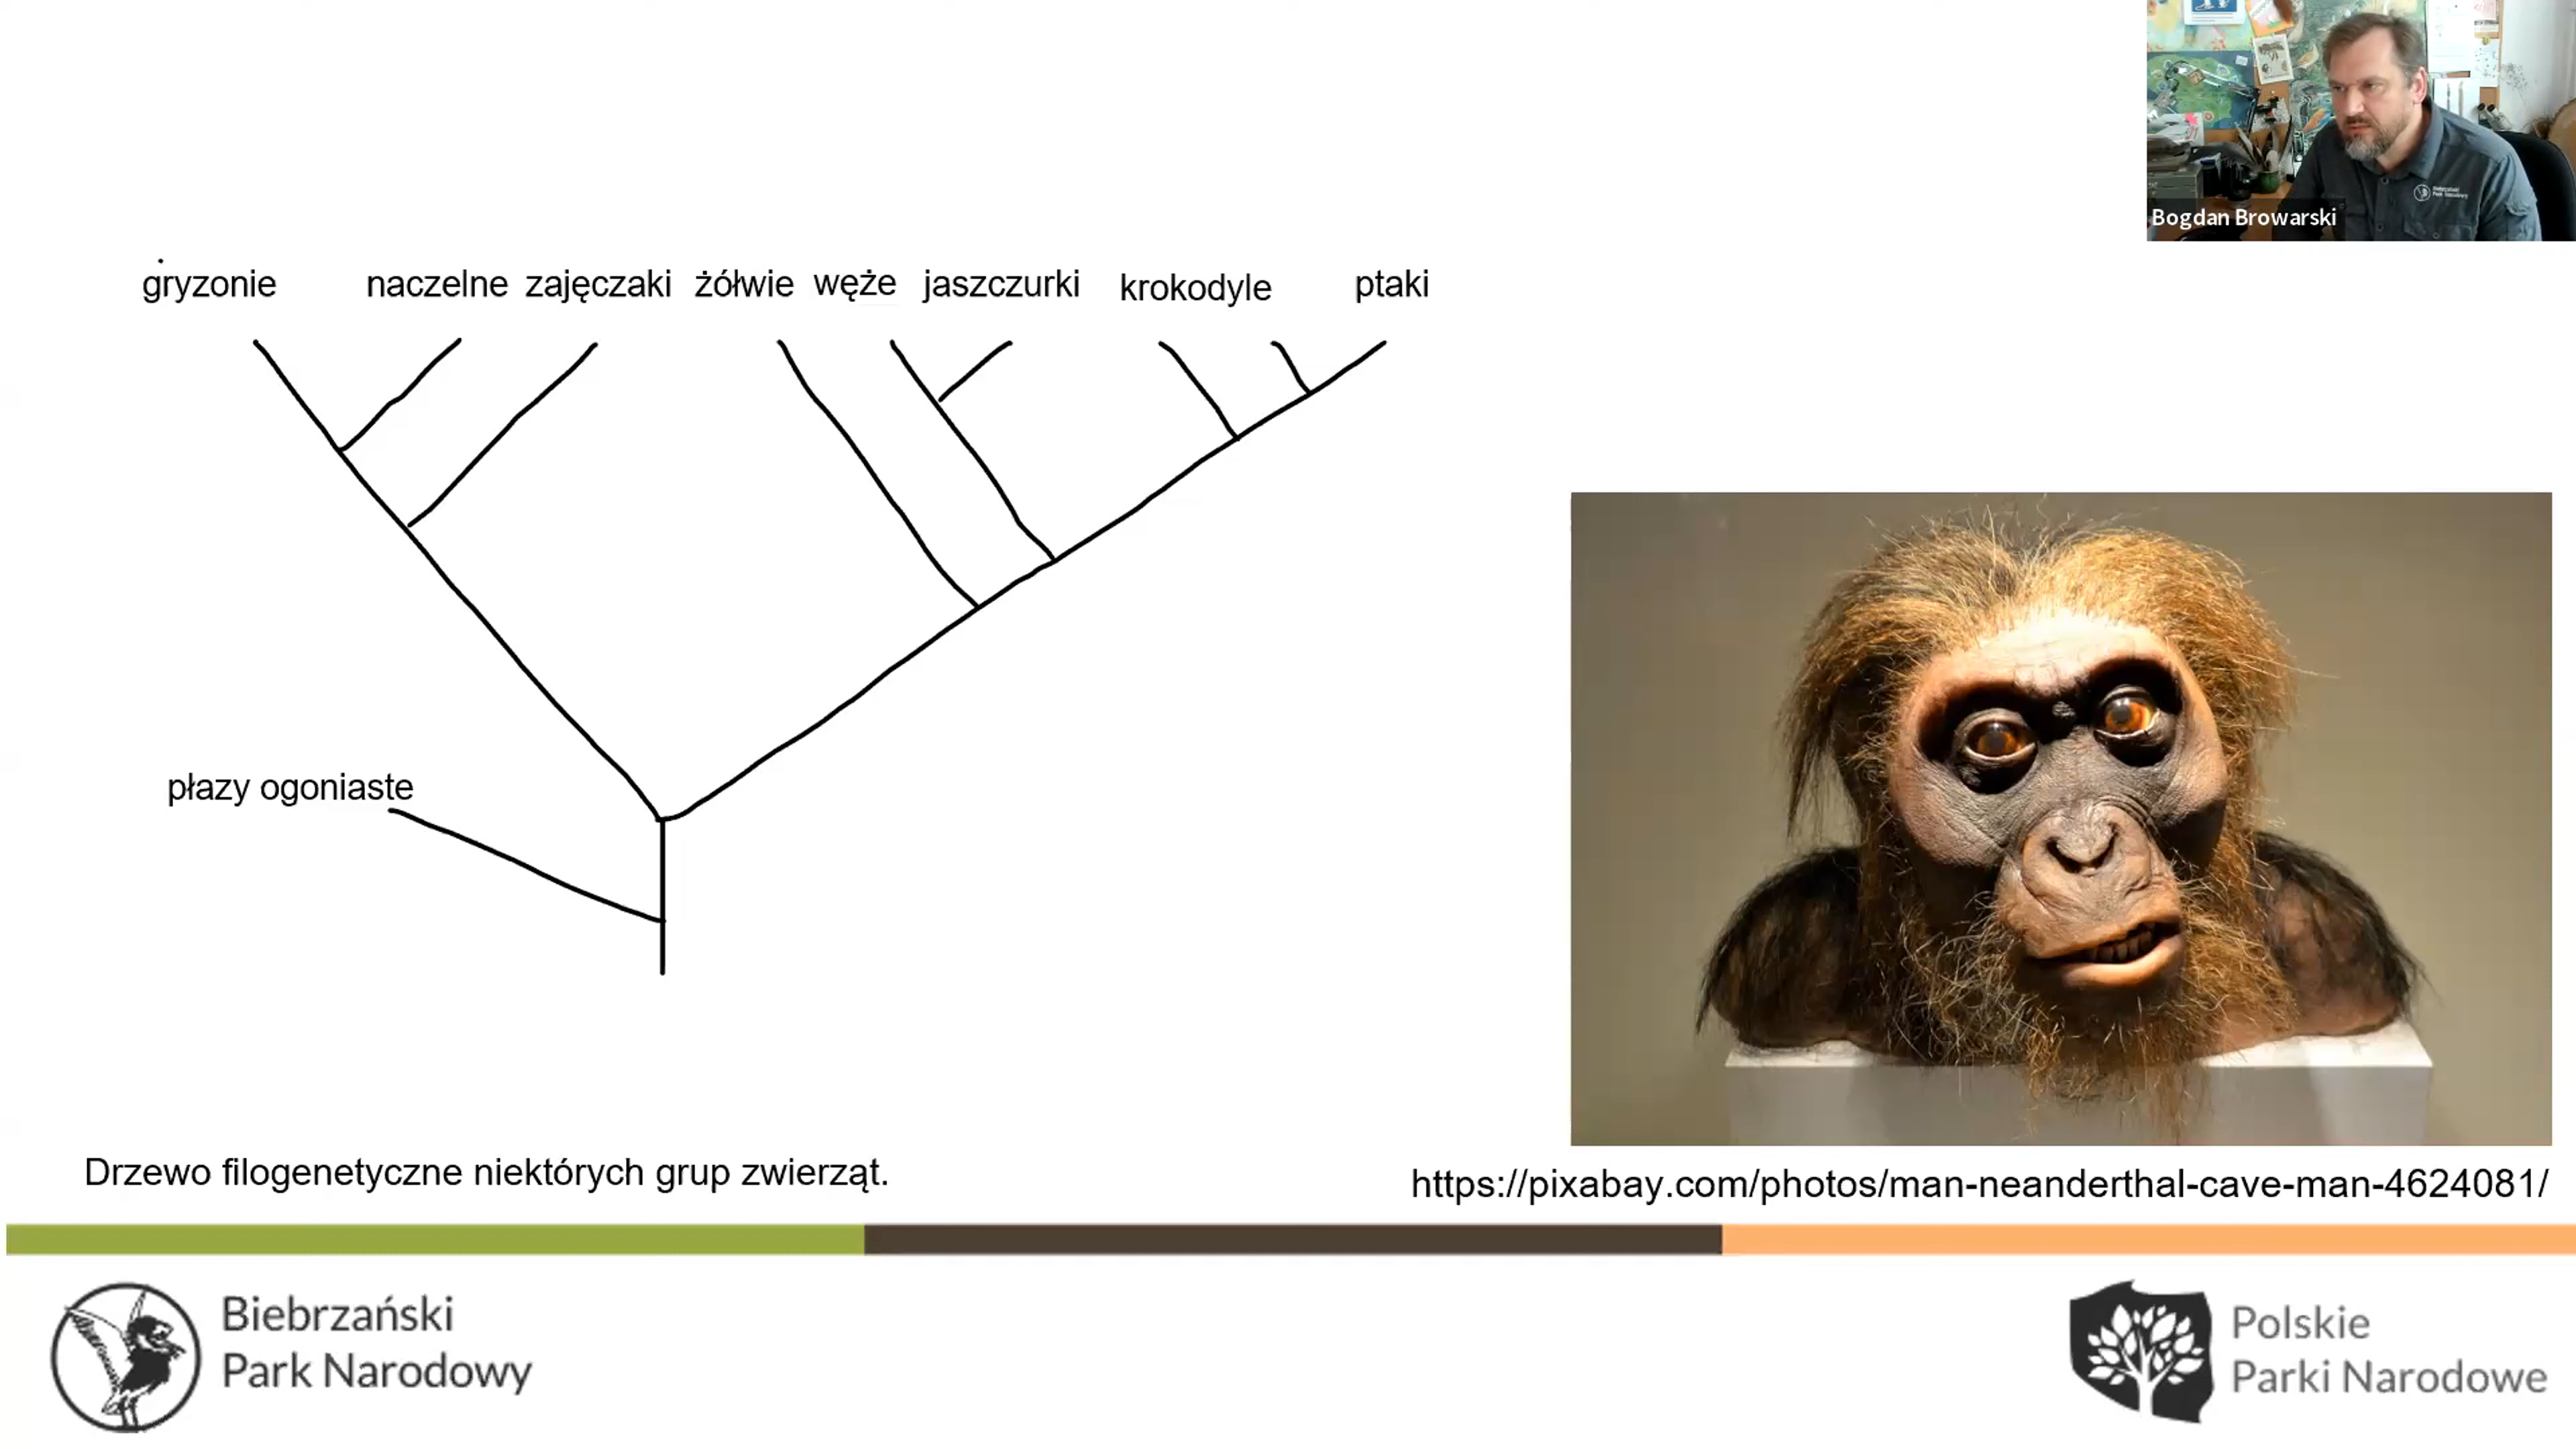 Bogdan Browarski
gryzonie naczelne zajęczaki żółwie węże jaszczurki krokodyle ptaki
płazy ogoniaste
Drzewo filogenetyczne niektórych grup zwierząt.
https://pixabay.com/photos/man-neanderthal-cave-man-4624081/
Biebrzański
Park Narodowy
Polskie
Parki Narodowe